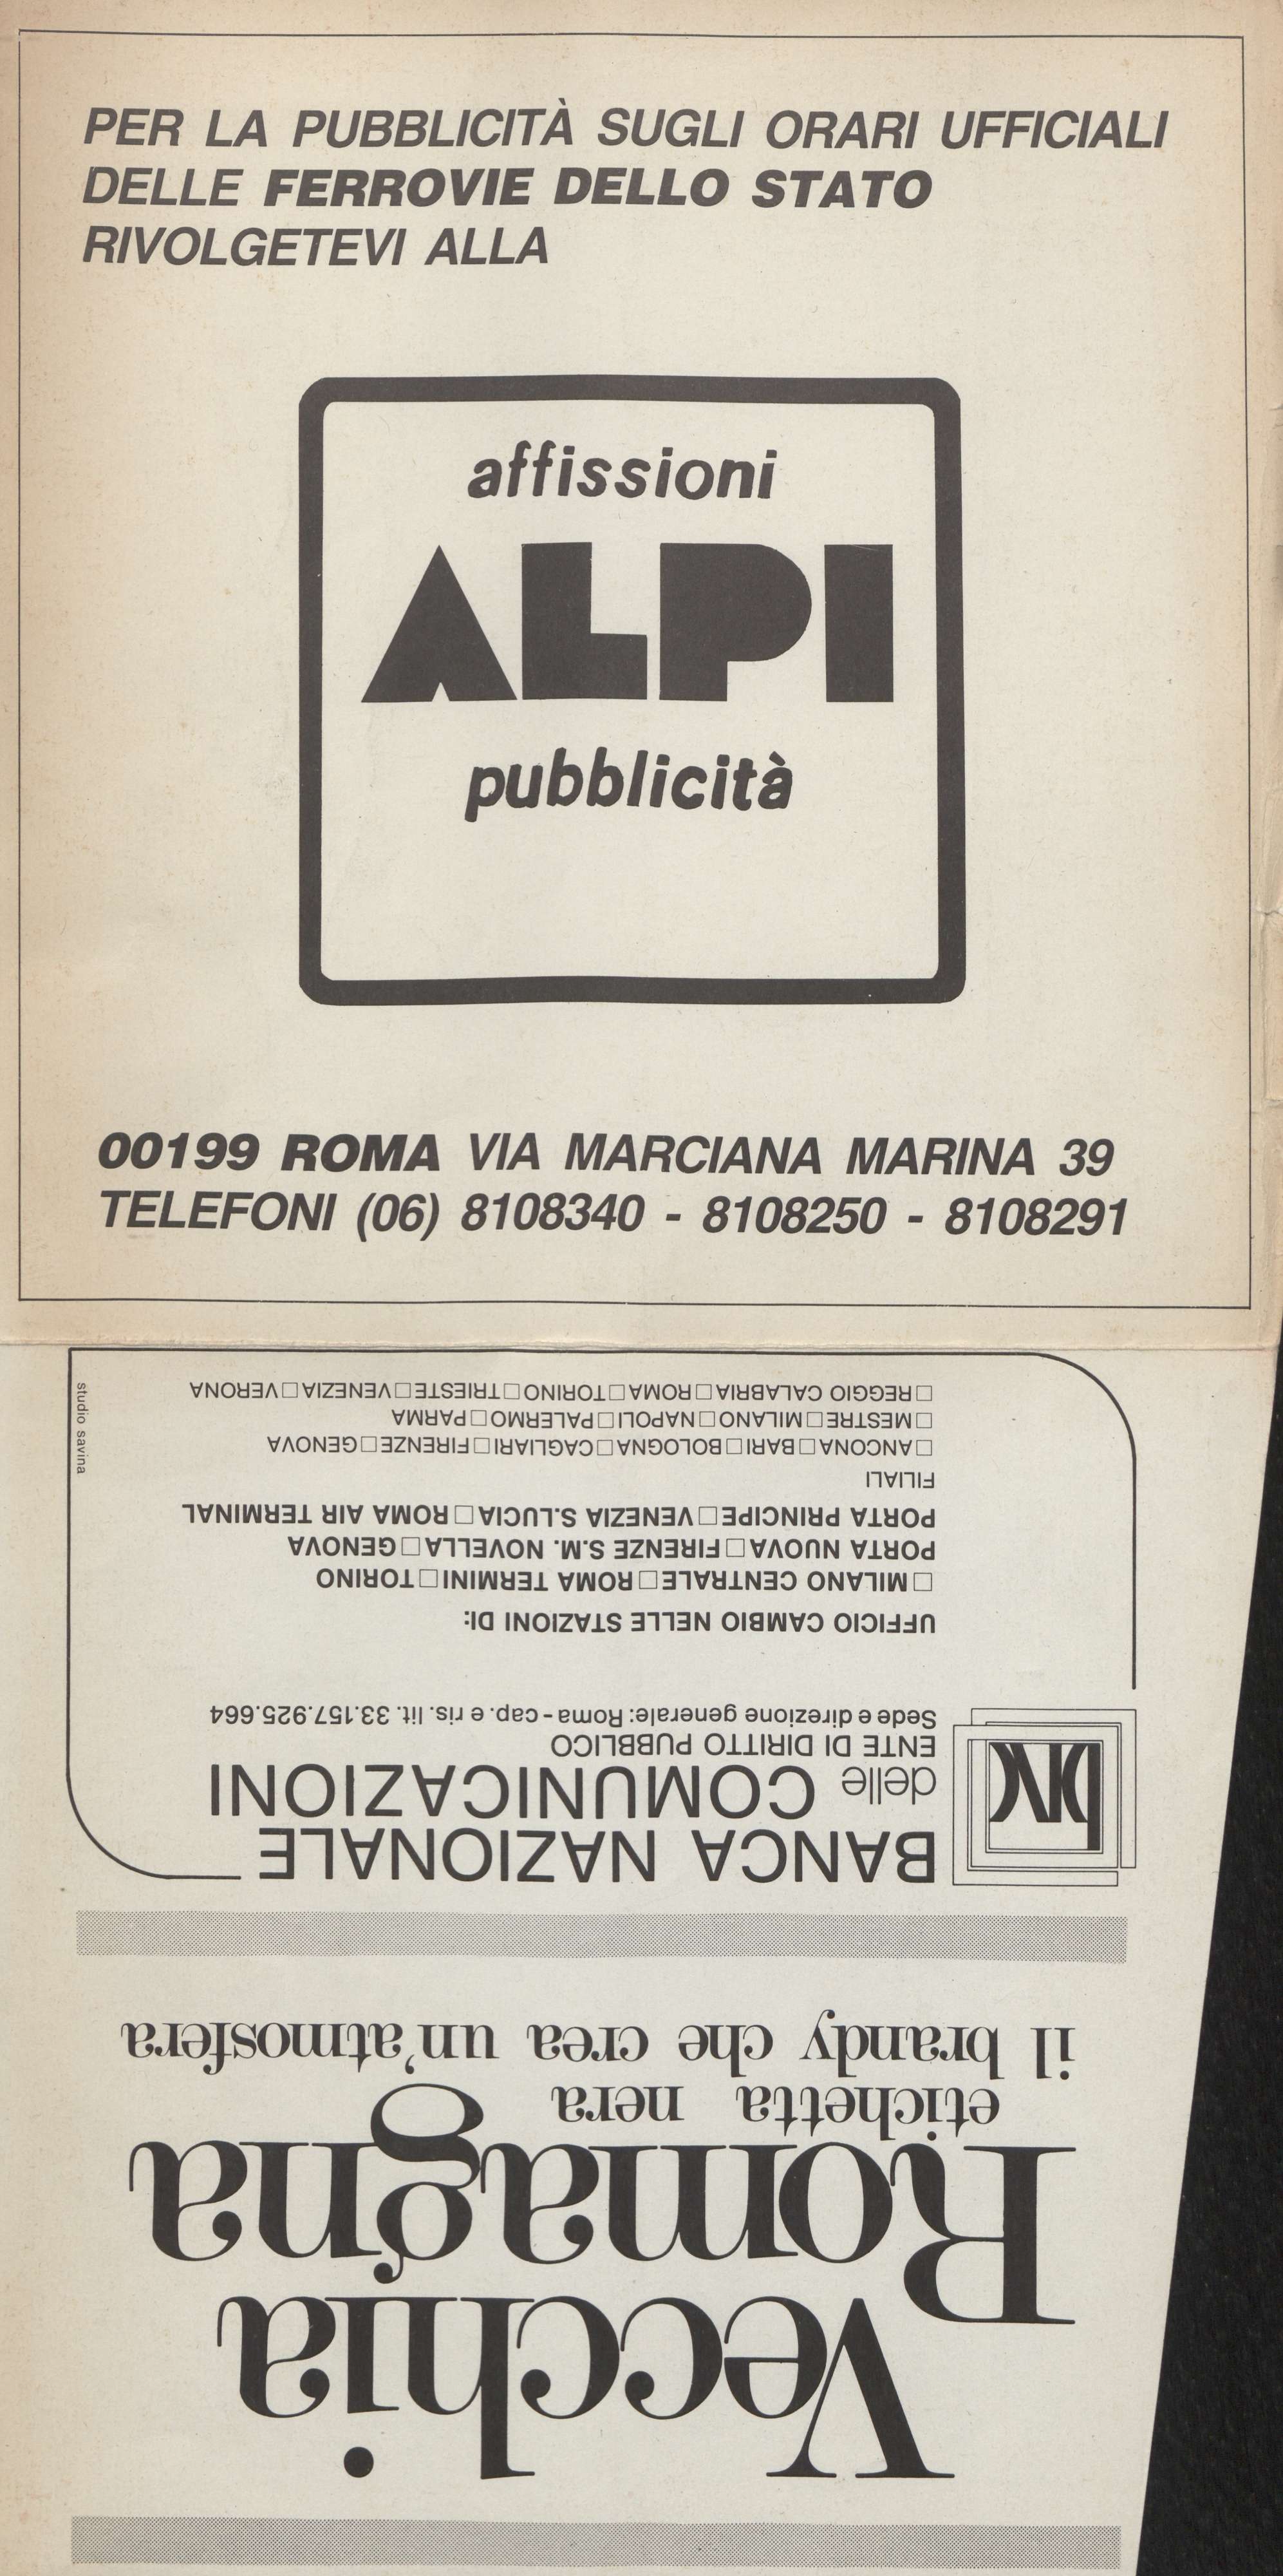 PER LA PUBBLICITÀ SUGLI ORARI UFFICIALI
DELLE FERROVIE DELLO STATO
RIVOLGETEVI ALLA
affissioni
ALPI
pubblicità
00199 ROMA VIA MARCIANA MARINA 39
TELEFONI (06) 8108340 - 8108250 - 8108291
Vecchia
Romagna
etichetta nera
il brandy che crea un'atmosfera
BNC
BANCA NAZIONALE
delle COMUNICAZIONI
ENTE DI DIRITTO PUBBLICO
Sede e direzione generale: Roma - cap. e ris. lit. 33.157.925.664
UFFICIO CAMBIO NELLE STAZIONI DI:
□ MILANO CENTRALE □ ROMA TERMINI □ TORINO
PORTA NUOVA □ FIRENZE S.M. NOVELLA □ GENOVA
PORTA PRINCIPE □ VENEZIA S.LUCIA □ ROMA AIR TERMINAL
FILIALI
□ ANCONA □ BARI □ BOLOGNA □ CAGLIARI □ FIRENZE □ GENOVA
□ MESTRE □ MILANO □ NAPOLI □ PALERMO □ PARMA
□ REGGIO CALABRIA □ ROMA □ TORINO □ TRIESTE □ VENEZIA □ VERONA
studio savina